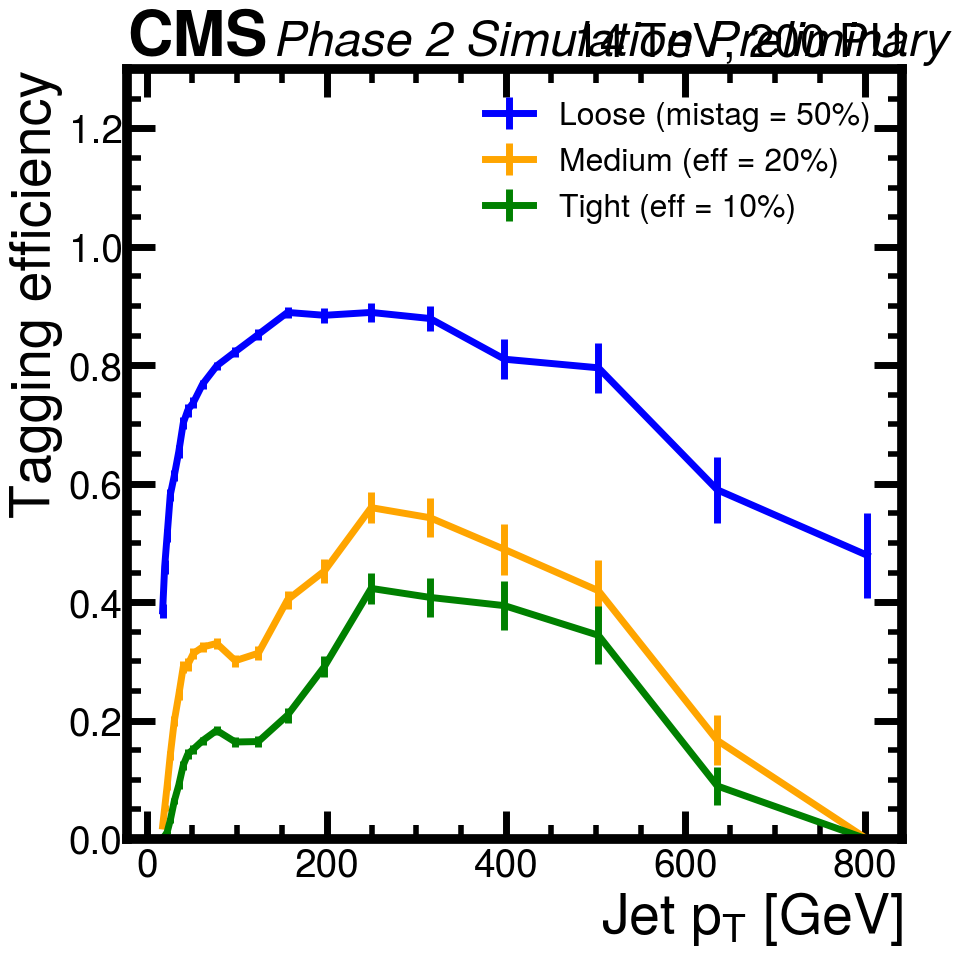 CMS Phase 2 Simulation Preliminary
14 TeV, 200 PU
Loose (mistag = 50%)
Medium (eff = 20%)
Tight (eff = 10%)
Tagging efficiency
1.2
1.0
0.8
0.6
0.4
0.2
0.0
0 200 400 600 800
Jet pT [GeV]